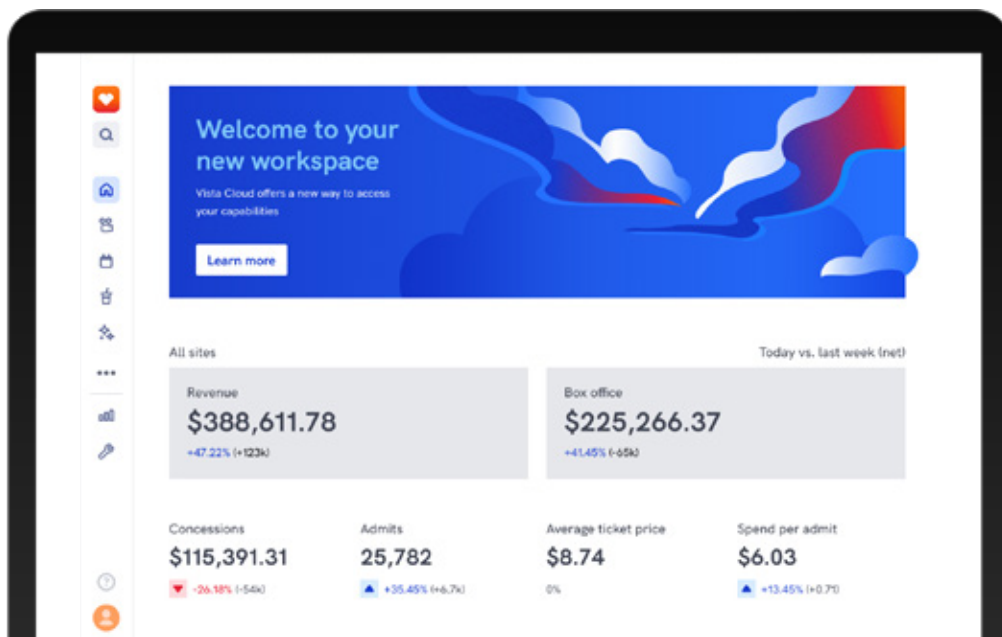 Welcome to your
new workspace
Vista Cloud offers a new way to access
your capabilities
Learn more
All sites
Today vs. last week (net)
Revenue
$388,611.78
+47.22% (+123k)
Box office
$225,266.37
+41.45% (-65k)
Concessions
$115,391.31
-26.18% (-54k)
Admits
25,782
+35.45% (+6.7k)
Average ticket price
$8.74
0%
Spend per admit
$6.03
+13.45% (+0.71)